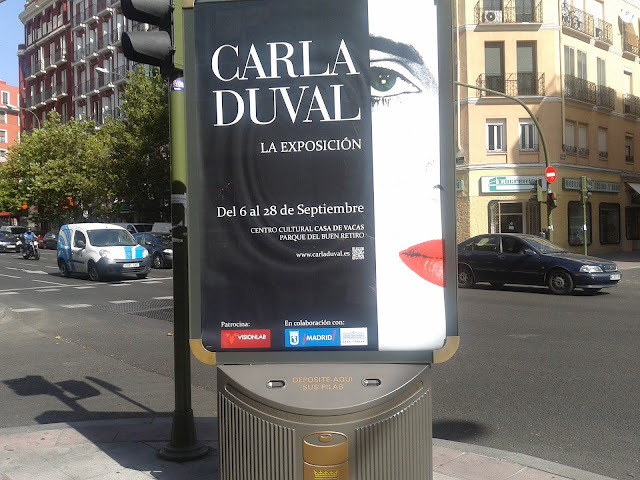 CARLA
DUVAL
LA EXPOSICIÓN
Del 6 al 28 de Septiembre
CENTRO CULTURAL CASA DE VACAS
PARQUE DEL BUEN RETIRO
www.carladuval.es
Patrocina:
VISIONLAB
En colaboración con:
¡MADRID!
DEPOSITE AQUI
SUS PILAS